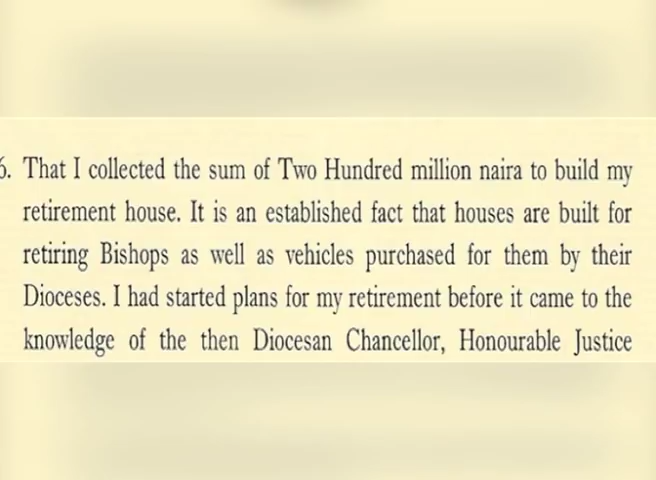 6. That I collected the sum of Two Hundred million naira to build my
retirement house. It is an established fact that houses are built for
retiring Bishops as well as vehicles purchased for them by their
Dioceses. I had started plans for my retirement before it came to the
knowledge of the then Diocesan Chancellor, Honourable Justice